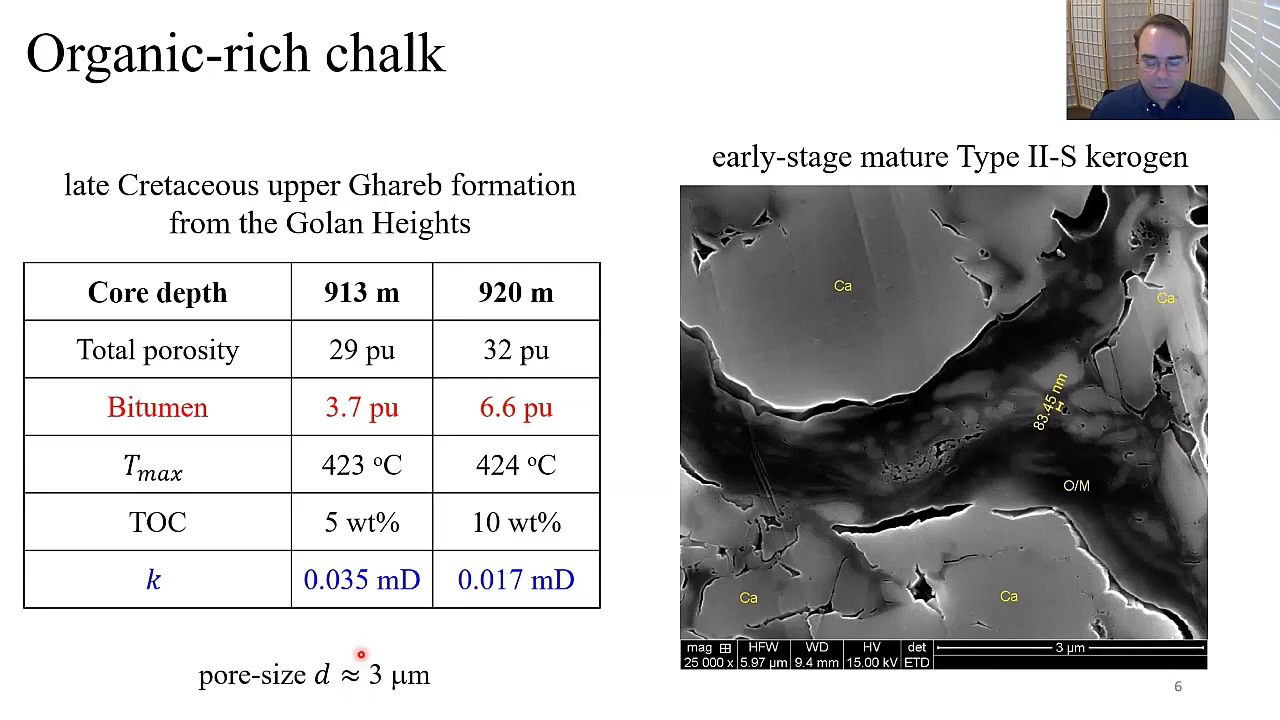 Organic-rich chalk
late Cretaceous upper Ghareb formation
from the Golan Heights
Core depth 913 m 920 m
Total porosity 29 pu 32 pu
Bitumen 3.7 pu 6.6 pu
Tmax 423 °C 424 °C
TOC 5 wt% 10 wt%
k 0.035 mD 0.017 mD
pore-size d ≈ 3 μm
early-stage mature Type II-S kerogen
Ca
Ca
83.45 nm
O/M
Ca
Ca
mag HFW WD HV det 3 μm
25 000 x 5.97 μm 9.4 mm 15.00 kV ETD
6